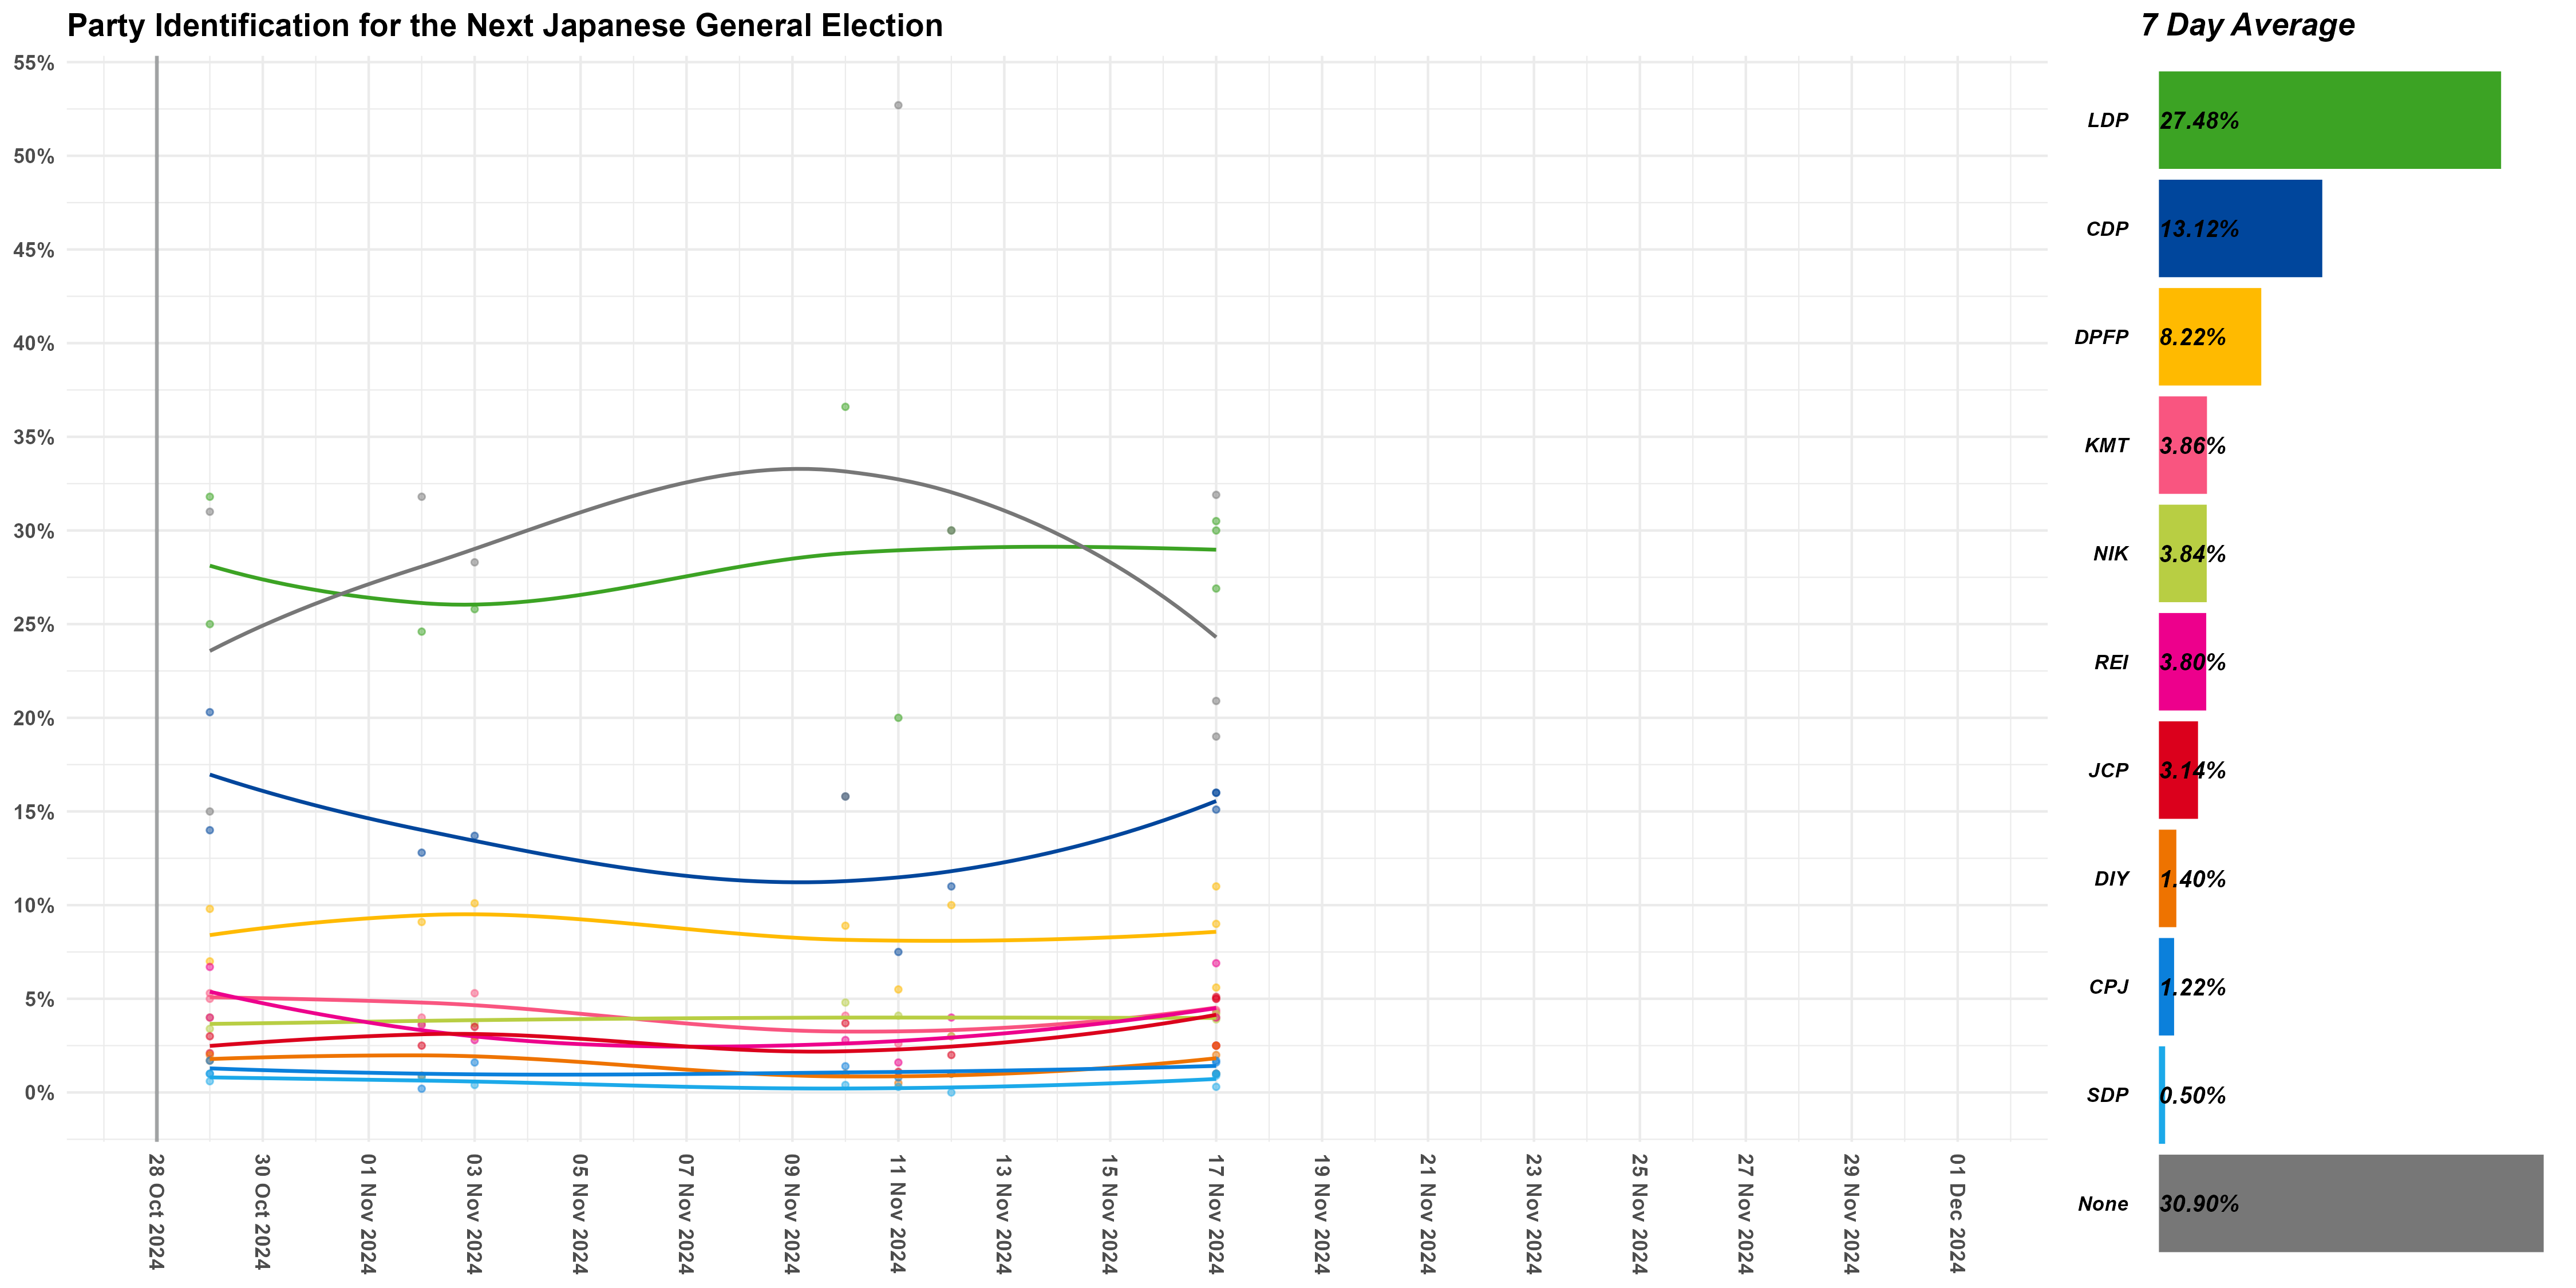 Party Identification for the Next Japanese General Election
7 Day Average
55%
50%
45%
40%
35%
30%
25%
20%
15%
10%
5%
0%
28 Oct 2024
30 Oct 2024
01 Nov 2024
03 Nov 2024
05 Nov 2024
07 Nov 2024
09 Nov 2024
11 Nov 2024
13 Nov 2024
15 Nov 2024
17 Nov 2024
19 Nov 2024
21 Nov 2024
23 Nov 2024
25 Nov 2024
27 Nov 2024
29 Nov 2024
01 Dec 2024
LDP 27.48%
CDP 13.12%
DPFP 8.22%
KMT 3.86%
NIK 3.84%
REI 3.80%
JCP 3.14%
DIY 1.40%
CPJ 1.22%
SDP 0.50%
None 30.90%